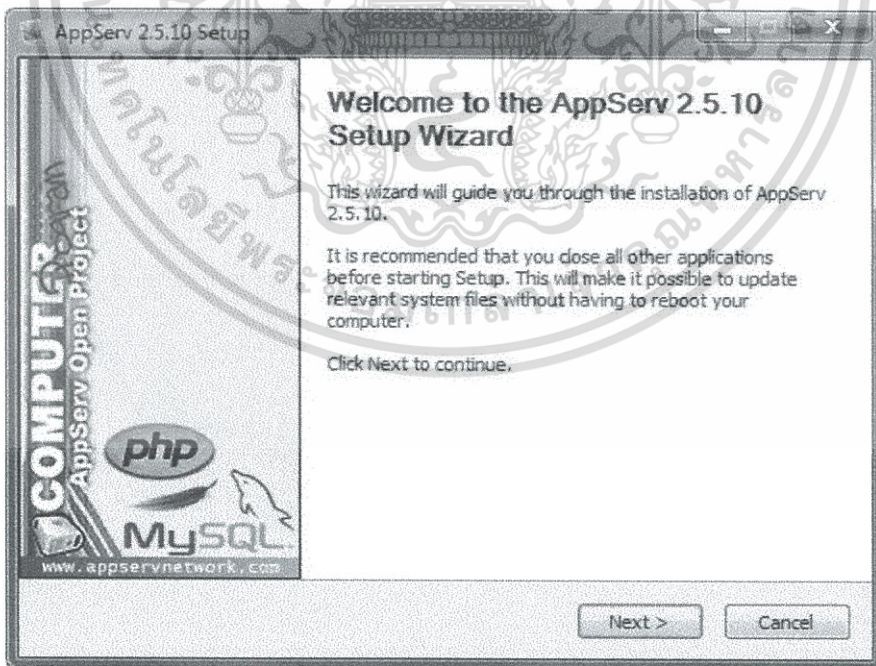 AppServ 2.5.10 Setup
Welcome to the AppServ 2.5.10
Setup Wizard
This wizard will guide you through the installation of AppServ
2.5.10.
It is recommended that you close all other applications
before starting Setup. This will make it possible to update
relevant system files without having to reboot your
computer.
Click Next to continue.
COMPUTER
Program
AppServ Open Project
php
MySQL
www.appservnetwork.com
Next >
Cancel